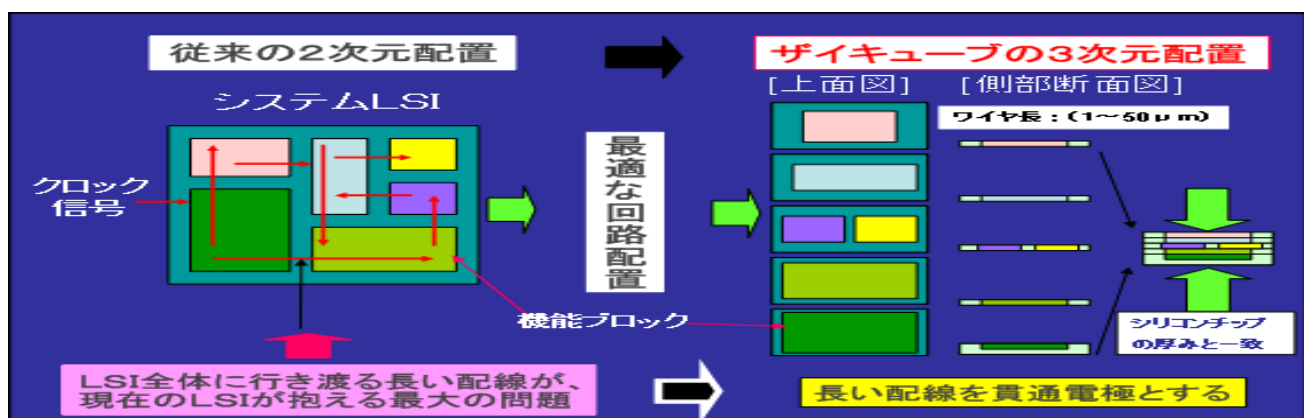 従来の2次元配置
ザイキューブの3次元配置
システムLSI
[上面図]
[側部断面図]
ワイヤ長:(1〜50μm)
クロック
信号
最適な回路配置
機能ブロック
シリコンチップ
の厚みと一致
LSI全体に行き渡る長い配線が、
現在のLSIが抱える最大の問題
長い配線を貫通電極とする